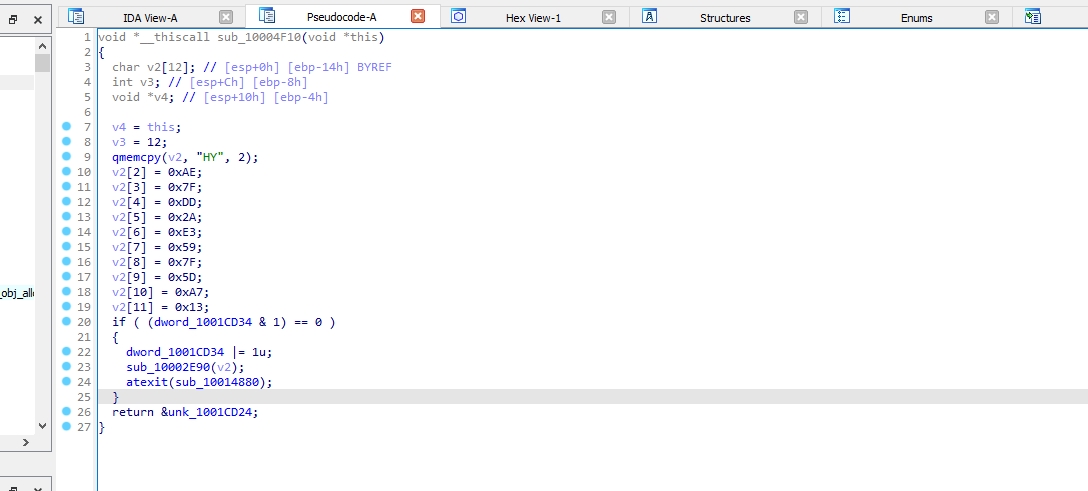 IDA View-A Pseudocode-A Hex View-1 Structures Enums
1 void *__thiscall sub_10004F10(void *this)
2 {
3 char v2[12]; // [esp+0h] [ebp-14h] BYREF
4 int v3; // [esp+Ch] [ebp-8h]
5 void *v4; // [esp+10h] [ebp-4h]
6
7 v4 = this;
8 v3 = 12;
9 qmemcpy(v2, "HY", 2);
10 v2[2] = 0xAE;
11 v2[3] = 0x7F;
12 v2[4] = 0xDD;
13 v2[5] = 0x2A;
14 v2[6] = 0xE3;
15 v2[7] = 0x59;
16 v2[8] = 0x7F;
17 v2[9] = 0x5D;
18 v2[10] = 0xA7;
_obj_all
19 v2[11] = 0x13;
20 if ( (dword_1001CD34 & 1) == 0 )
21 {
22 dword_1001CD34 |= 1u;
23 sub_10002E90(v2);
24 atexit(sub_10014880);
25 }
26 return &unk_1001CD24;
27 }